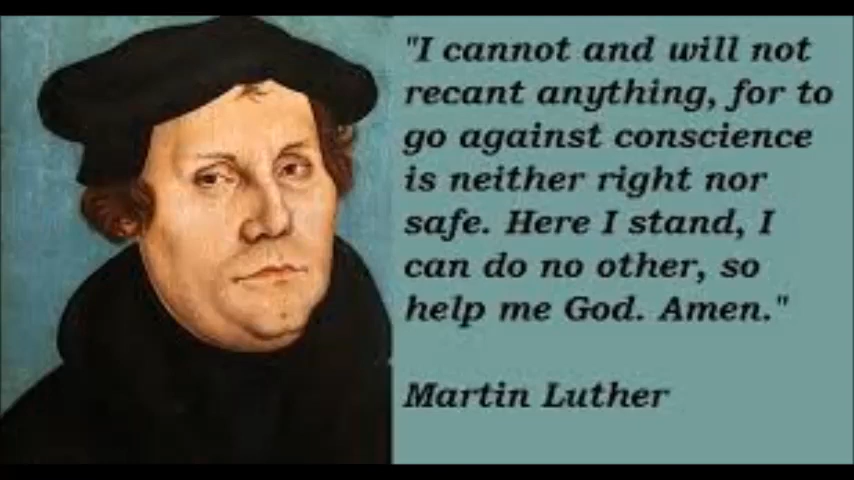 "I cannot and will not
recant anything, for to
go against conscience
is neither right nor
safe. Here I stand, I
can do no other, so
help me God. Amen."
Martin Luther